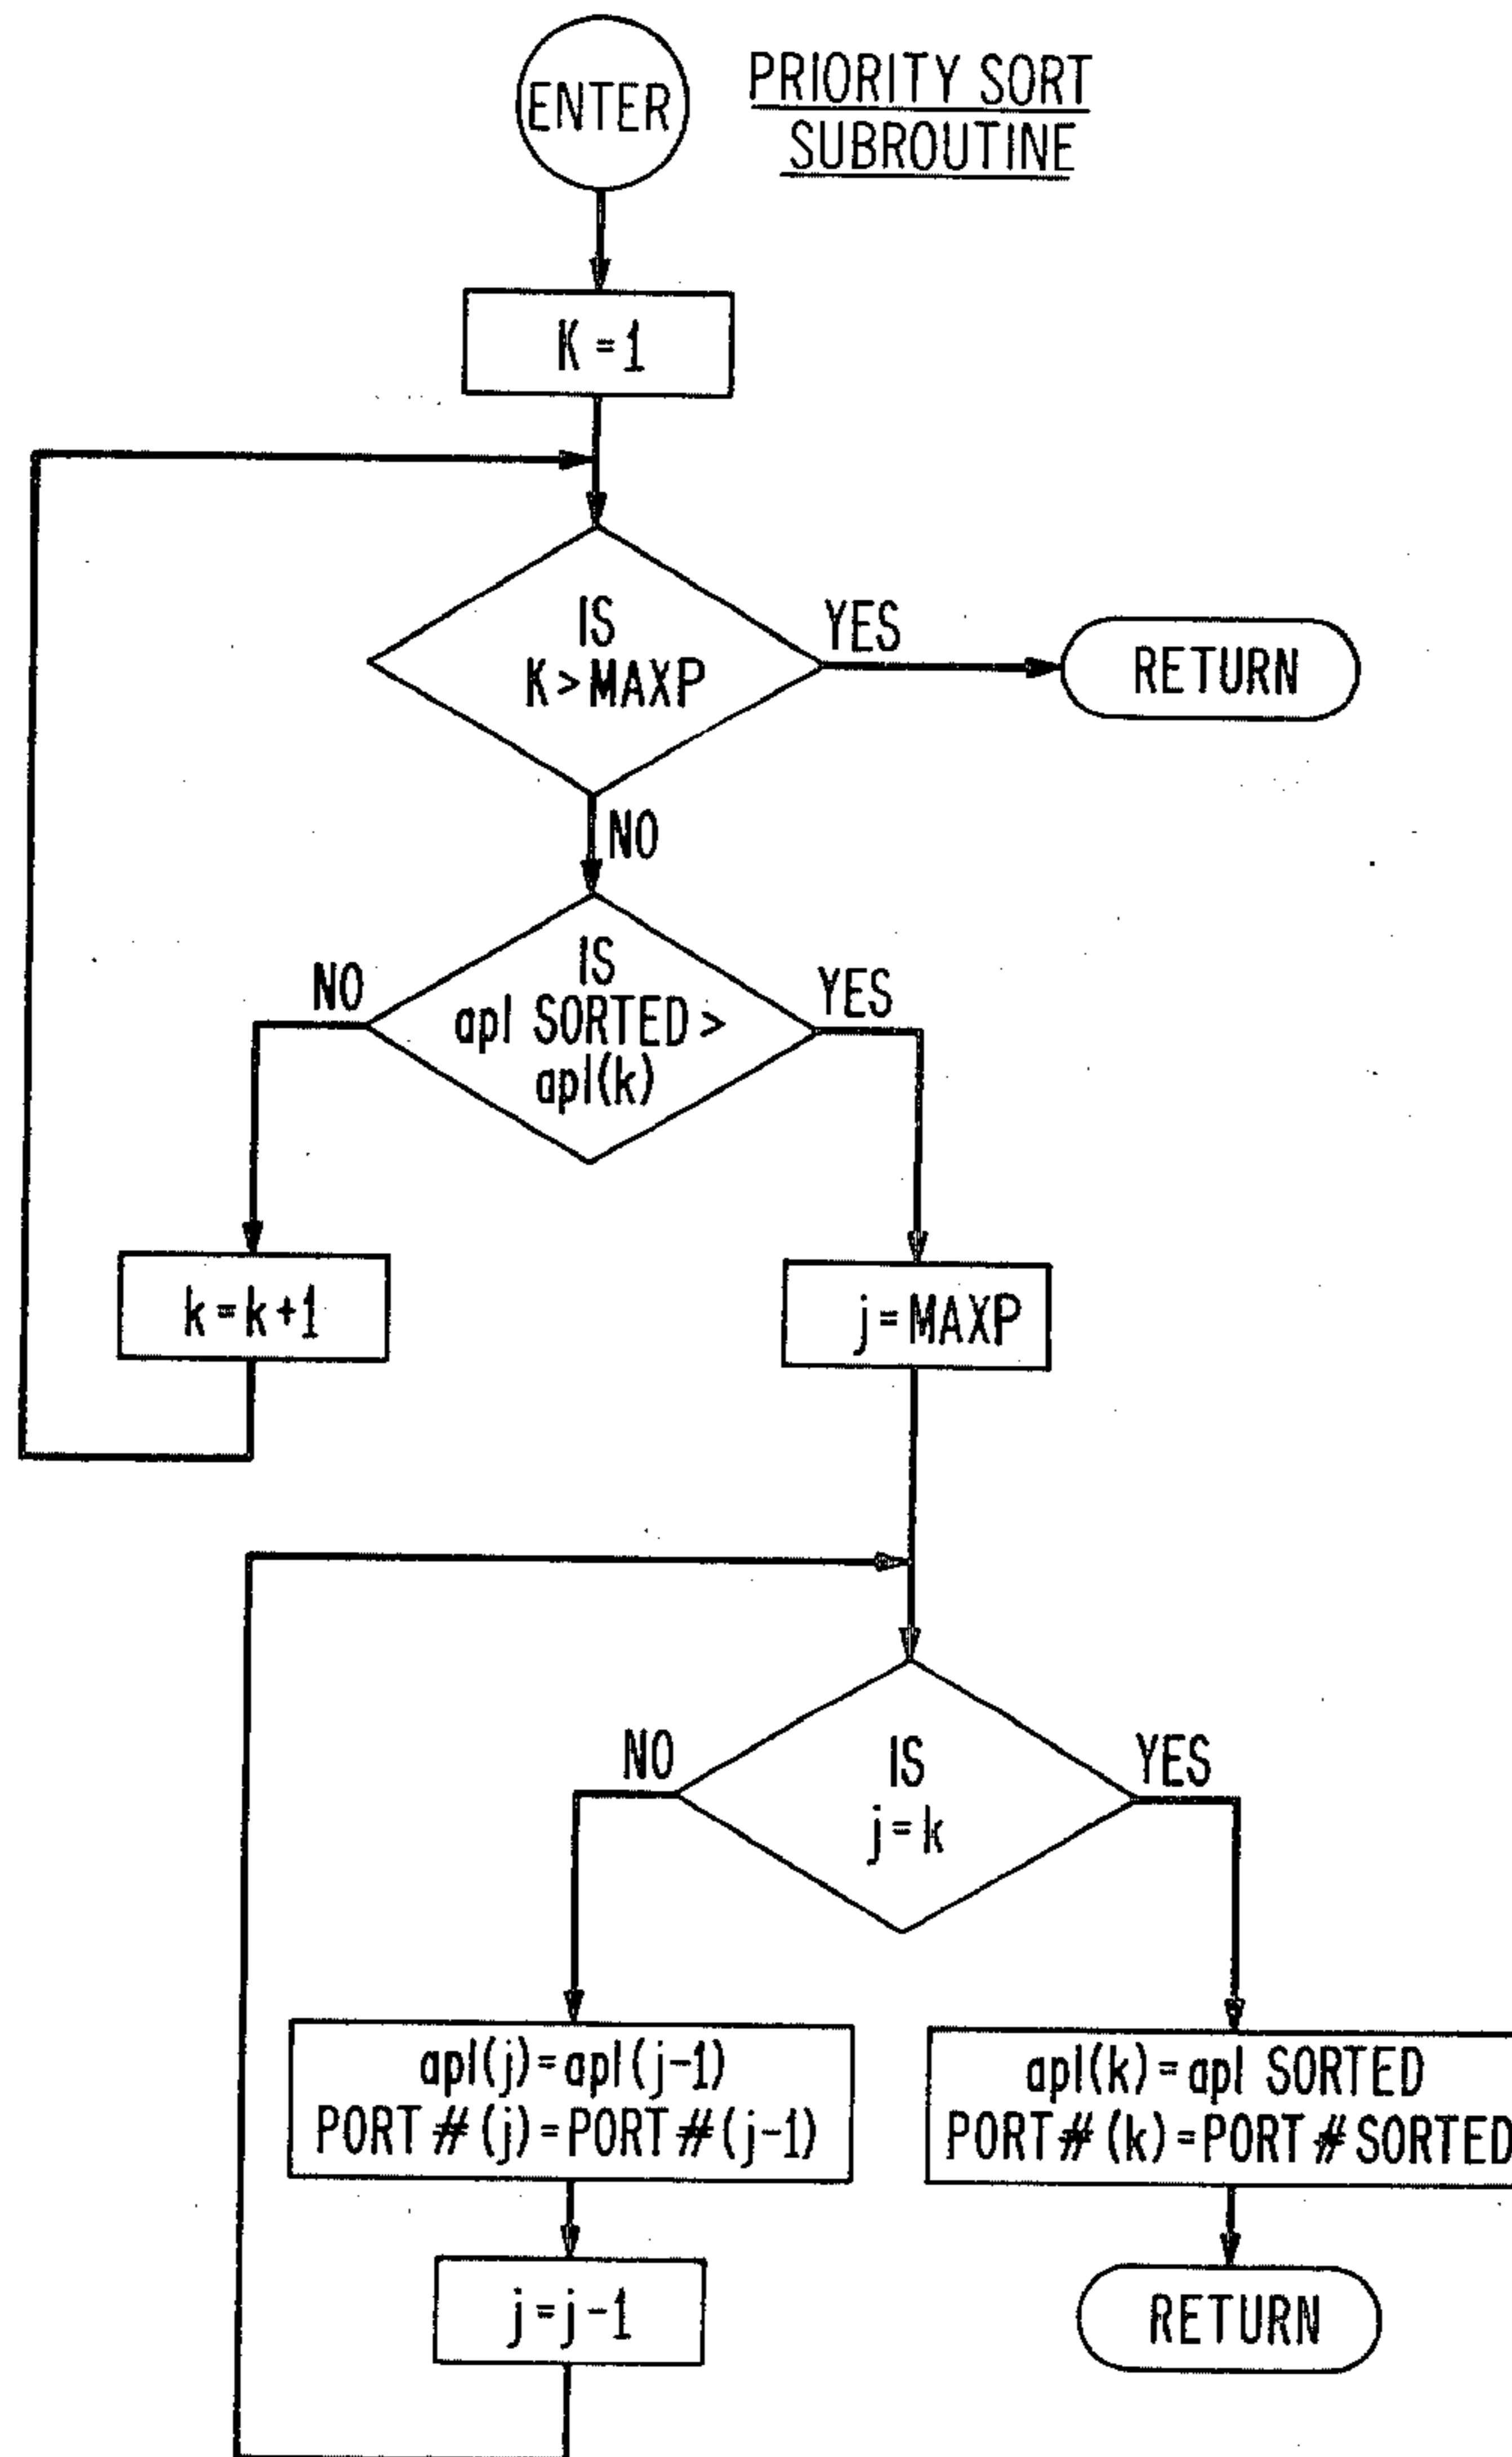 ENTER
PRIORITY SORT
SUBROUTINE
K=1
IS
K>MAXP
YES
RETURN
NO
IS
apl SORTED>
apl(k)
NO
YES
k=k+1
j=MAXP
IS
j=k
NO
YES
apl(j)=apl(j-1)
PORT#(j)=PORT#(j-1)
apl(k)=apl SORTED
PORT#(k)=PORT#SORTED
j=j-1
RETURN